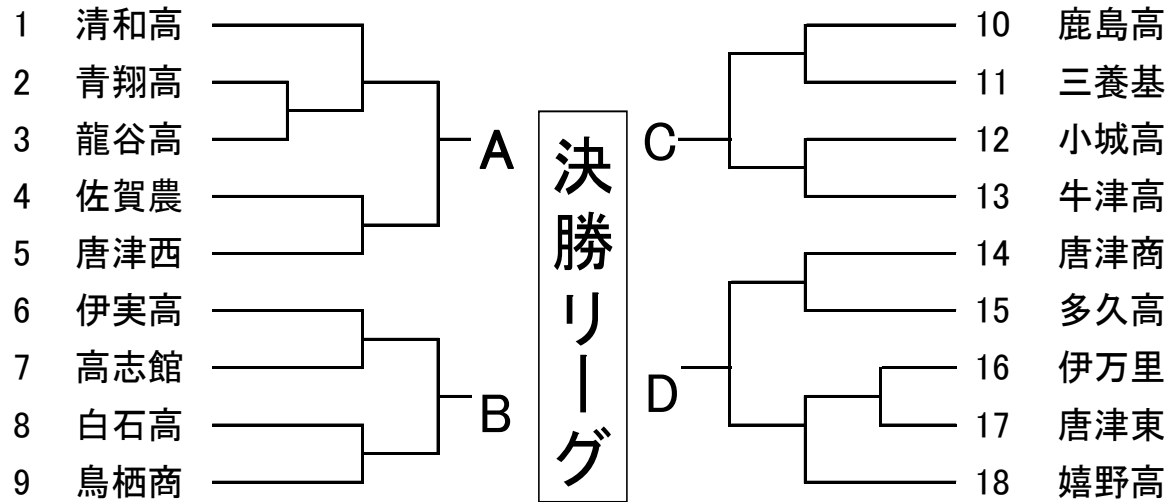 1 清和高
2 青翔高
3 龍谷高
4 佐賀農
5 唐津西
6 伊実高
7 高志館
8 白石高
9 鳥栖商
A
B
決勝リーグ
C
D
10 鹿島高
11 三養基
12 小城高
13 牛津高
14 唐津商
15 多久高
16 伊万里
17 唐津東
18 嬉野高